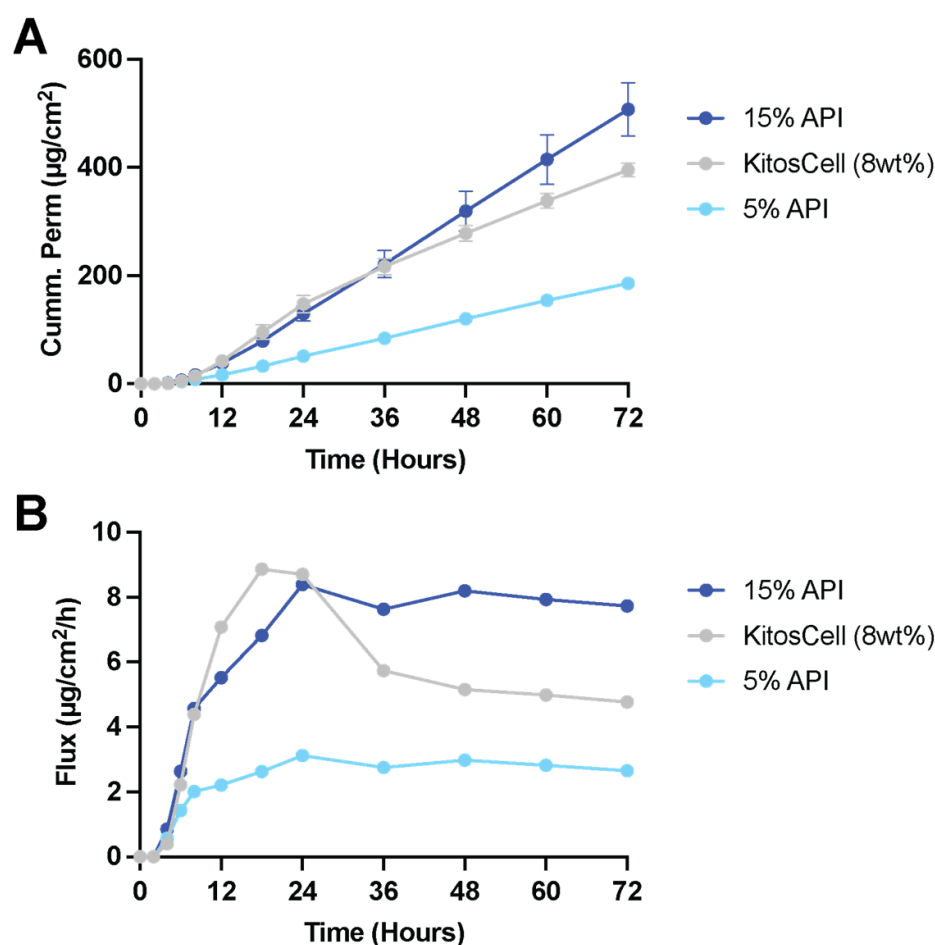 A
Cumm. Perm (µg/cm²)
600
400
200
0
0 12 24 36 48 60 72
Time (Hours)
15% API
KitosCell (8wt%)
5% API
B
Flux (µg/cm²/h)
10
8
6
4
2
0
0 12 24 36 48 60 72
Time (Hours)
15% API
KitosCell (8wt%)
5% API